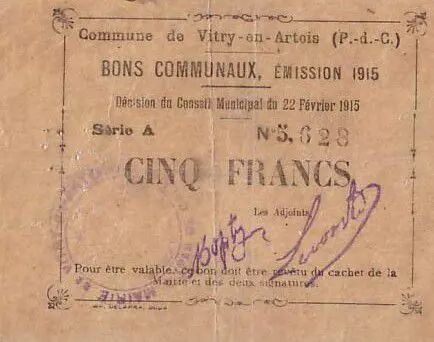 Commune de Vitry-en-Artois (P.-d.-C.)
BONS COMMUNAUX, ÉMISSION 1915
Décision du Conseil Municipal du 22 Février 1915
Série A N° 5,628
CINQ FRANCS
Les Adjoints,
Pour être valable, ce bon doit être revêtu du cachet de la
Mairie et des deux signatures.
MAIRIE DE